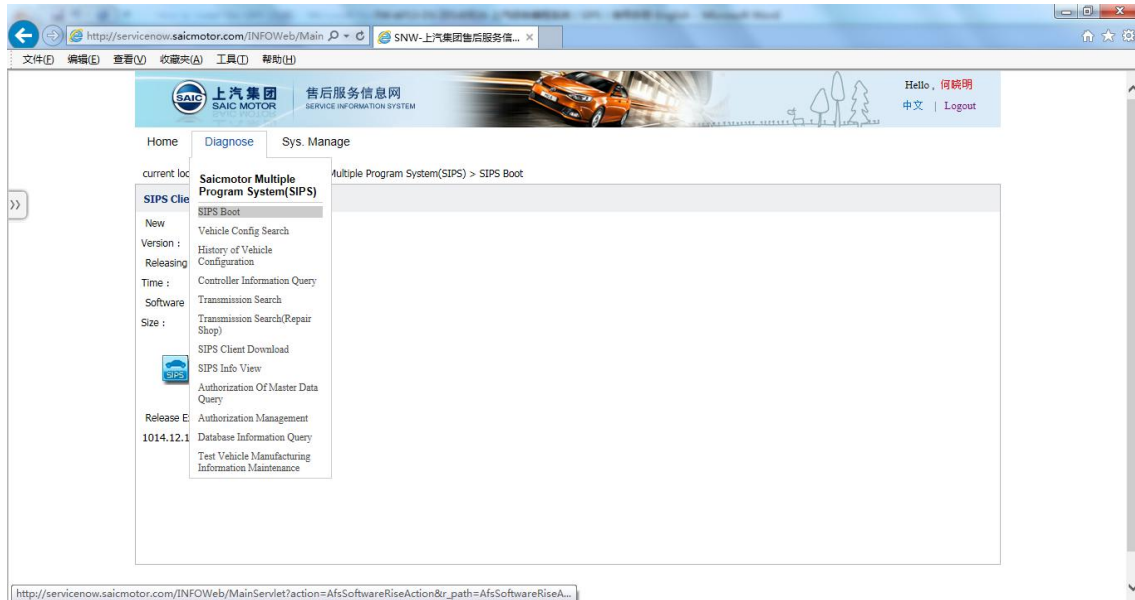 http://servicenow.saicmotor.com/INFOWeb/Main
SNW-上汽集团售后服务信...
文件(F) 编辑(E) 查看(V) 收藏夹(A) 工具(T) 帮助(H)
SAIC
上汽集团
SAIC MOTOR
售后服务信息网
SERVICE INFORMATION SYSTEM
Hello , 何晓明
中文 | Logout
Home Diagnose Sys. Manage
current loc
Multiple Program System(SIPS) > SIPS Boot
Saicmotor Multiple
Program System(SIPS)
SIPS Clie
SIPS Boot
New
Vehicle Config Search
Version :
History of Vehicle
Configuration
Releasing
Time :
Controller Information Query
Software
Transmission Search
Size :
Transmission Search(Repair
Shop)
SIPS Client Download
SIPS
SIPS Info View
Authorization Of Master Data
Query
Release E
Authorization Management
1014.12.1
Database Information Query
Test Vehicle Manufacturing
Information Maintenance
http://servicenow.saicmotor.com/INFOWeb/MainServlet?action=AfsSoftwareRiseAction&r_path=AfsSoftwareRiseA...